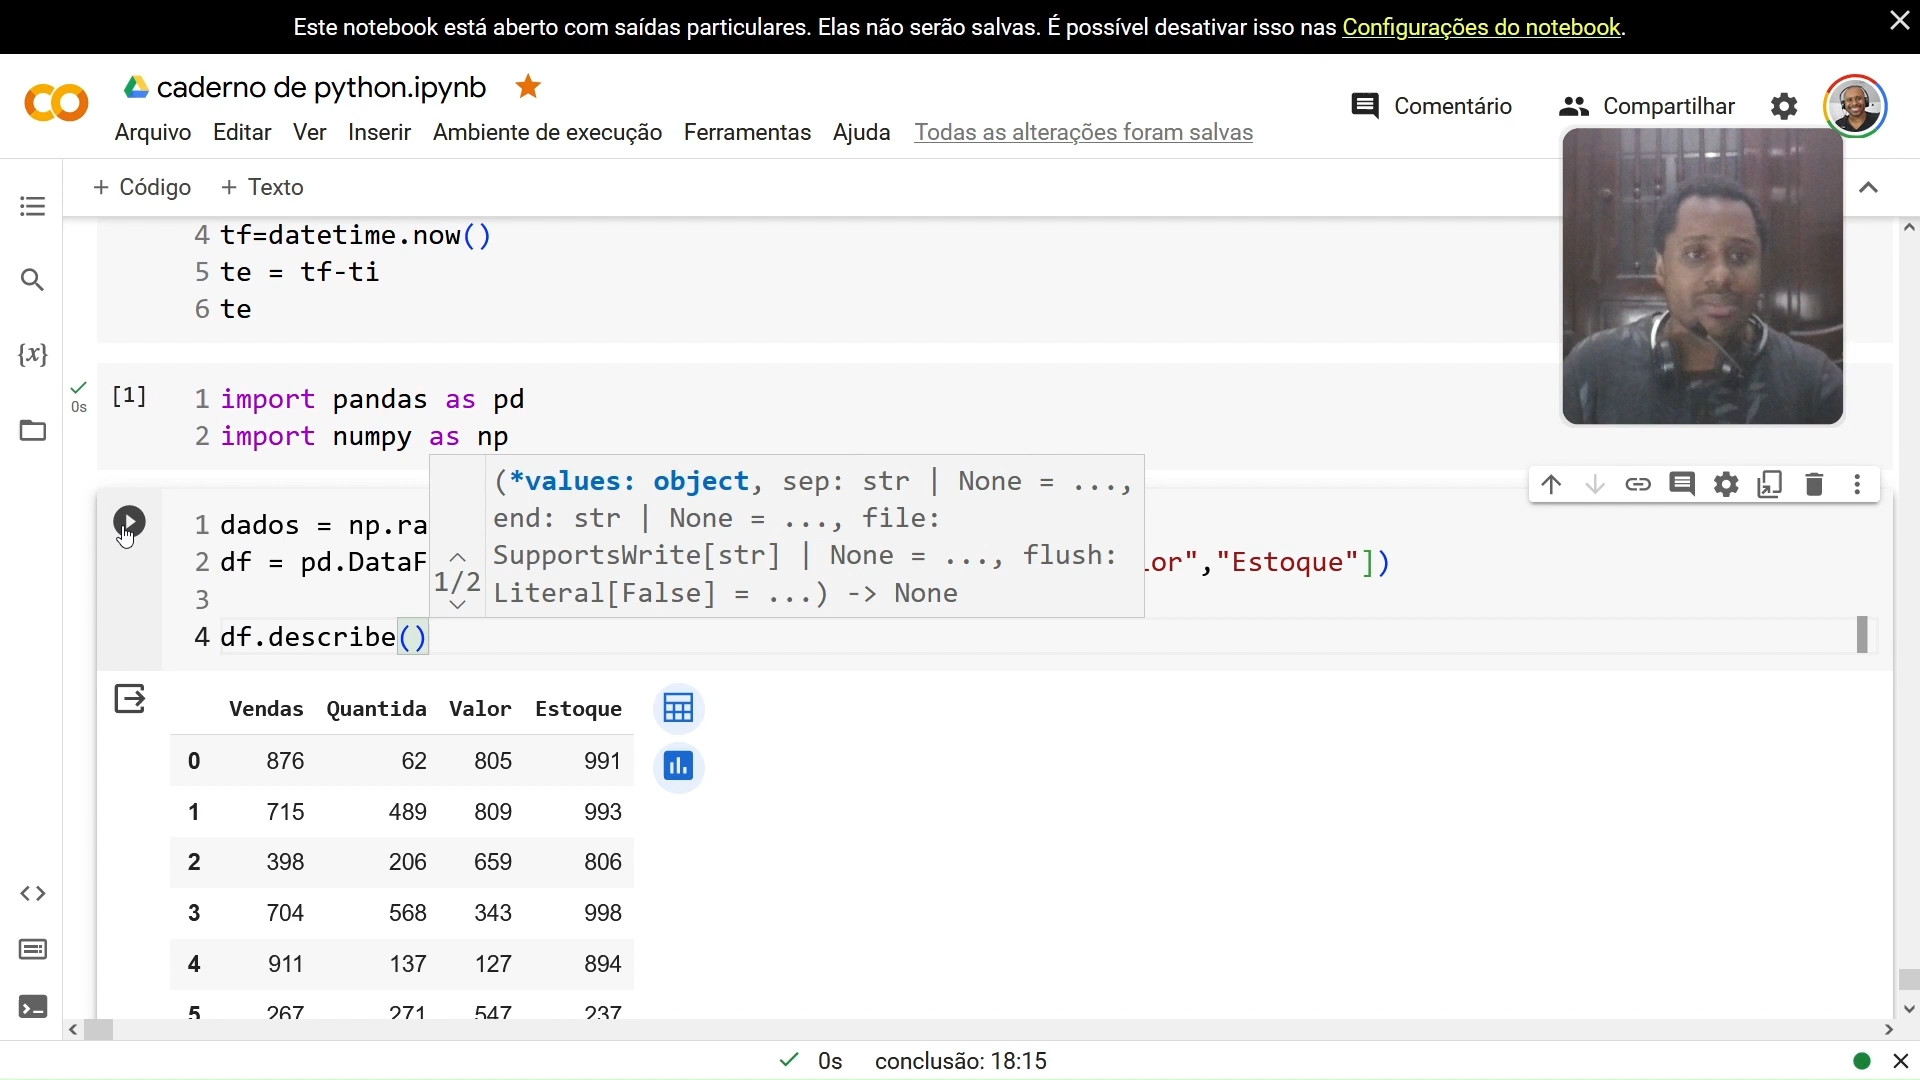 Este notebook está aberto com saídas particulares. Elas não serão salvas. É possível desativar isso nas Configurações do notebook.
caderno de python.ipynb
Comentário
Compartilhar
Arquivo Editar Ver Inserir Ambiente de execução Ferramentas Ajuda Todas as alterações foram salvas
+ Código + Texto
4 tf=datetime.now()
5 te = tf-ti
6 te
0s
[1]
1 import pandas as pd
2 import numpy as np
(*values: object, sep: str | None = ...,
end: str | None = ..., file:
SupportsWrite[str] | None = ..., flush:
Literal[False] = ...) -> None
1/2
1 dados = np.ra
2 df = pd.DataF lor","Estoque"])
3
4 df.describe()
Vendas Quantida Valor Estoque
0 876 62 805 991
1 715 489 809 993
2 398 206 659 806
3 704 568 343 998
4 911 137 127 894
5 267 271 547 237
0s conclusão: 18:15